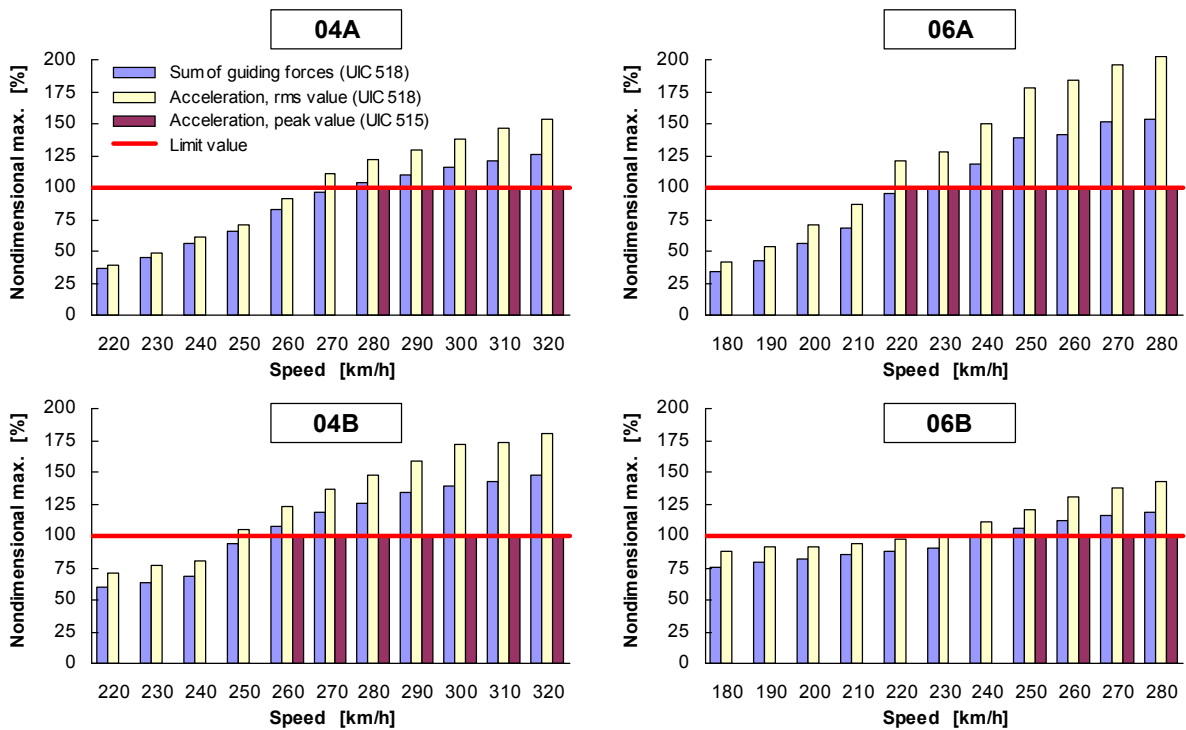 04A
Nondimensional max. [%]
200
175
150
125
100
75
50
25
0
Sum of guiding forces (UIC 518)
Acceleration, rms value (UIC 518)
Acceleration, peak value (UIC 515)
Limit value
220 230 240 250 260 270 280 290 300 310 320
Speed [km/h]
06A
Nondimensional max. [%]
200
175
150
125
100
75
50
25
0
180 190 200 210 220 230 240 250 260 270 280
Speed [km/h]
04B
Nondimensional max. [%]
200
175
150
125
100
75
50
25
0
220 230 240 250 260 270 280 290 300 310 320
Speed [km/h]
06B
Nondimensional max. [%]
200
175
150
125
100
75
50
25
0
180 190 200 210 220 230 240 250 260 270 280
Speed [km/h]